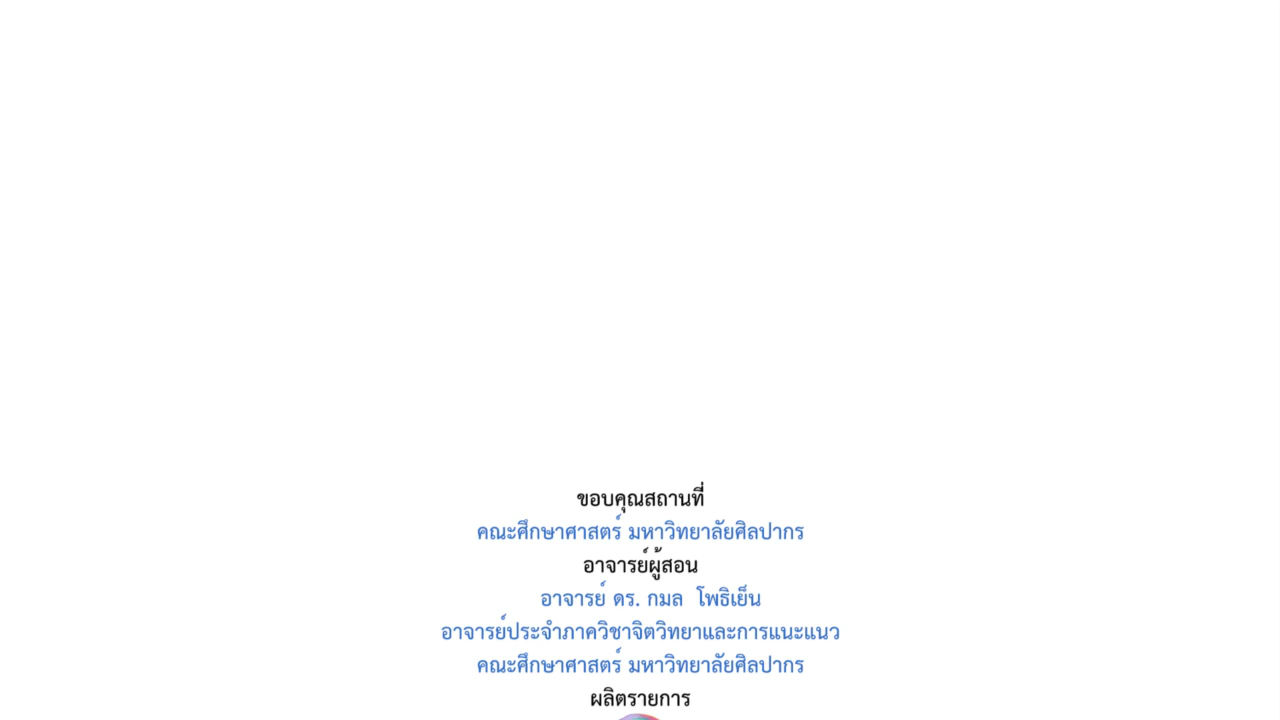 ขอบคุณสถานที่
คณะศึกษาศาสตร์ มหาวิทยาลัยศิลปากร
อาจารย์ผู้สอน
อาจารย์ ดร. กมล โพธิเย็น
อาจารย์ประจำภาควิชาจิตวิทยาและการแนะแนว
คณะศึกษาศาสตร์ มหาวิทยาลัยศิลปากร
ผลิตรายการ